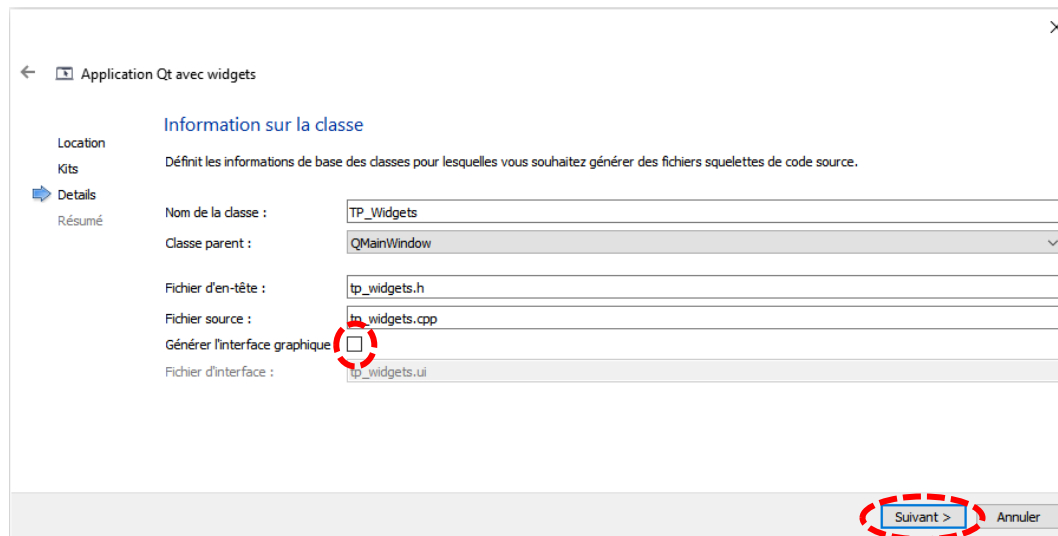 Application Qt avec widgets
Information sur la classe
Location
Kits
Details
Résumé
Définit les informations de base des classes pour lesquelles vous souhaitez générer des fichiers squelettes de code source.
Nom de la classe : TP_Widgets
Classe parent : QMainWindow
Fichier d'en-tête : tp_widgets.h
Fichier source : tp_widgets.cpp
Générer l'interface graphique
Fichier d'interface : tp_widgets.ui
Suivant > Annuler